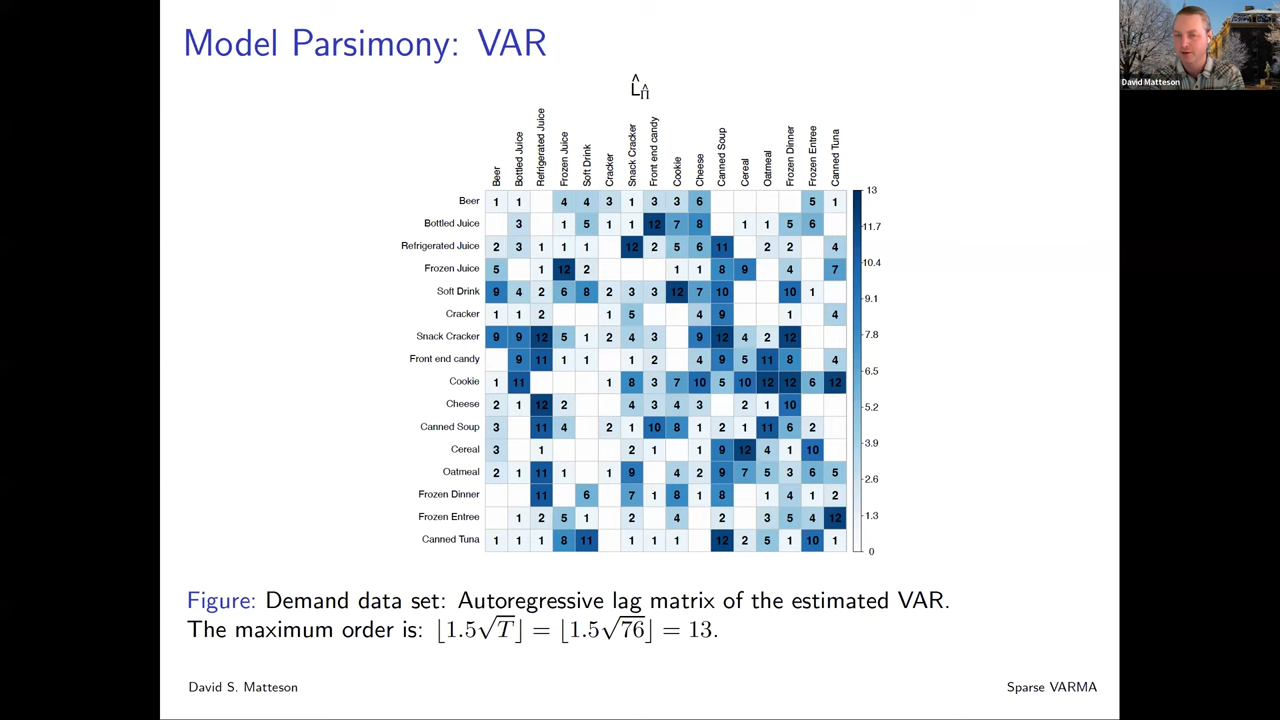 Model Parsimony: VAR
David Matteson
L̂_Π̂
Beer Bottled Juice Refrigerated Juice Frozen Juice Soft Drink Cracker Snack Cracker Front end candy Cookie Cheese Canned Soup Cereal Oatmeal Frozen Dinner Frozen Entree Canned Tuna
Beer 1 1 4 4 3 1 3 3 6 5 1
Bottled Juice 3 1 5 1 1 12 7 8 1 1 5 6
Refrigerated Juice 2 3 1 1 1 12 2 5 6 11 2 2 4
Frozen Juice 5 1 12 2 1 1 8 9 4 7
Soft Drink 9 4 2 6 8 2 3 3 12 7 10 10 1
Cracker 1 1 2 1 5 4 9 1 4
Snack Cracker 9 9 12 5 1 2 4 3 9 12 4 2 12
Front end candy 9 11 1 1 1 2 4 9 5 11 8 4
Cookie 1 11 1 8 3 7 10 5 10 12 12 6 12
Cheese 2 1 12 2 4 3 4 3 2 1 10
Canned Soup 3 11 4 2 1 10 8 1 2 1 11 6 2
Cereal 3 1 2 1 1 9 12 4 1 10
Oatmeal 2 1 11 1 1 9 4 2 9 7 5 3 6 5
Frozen Dinner 11 6 7 1 8 1 8 1 4 1 2
Frozen Entree 1 2 5 1 2 4 2 3 5 4 12
Canned Tuna 1 1 1 8 11 1 1 1 12 2 5 1 10 1
13
11.7
10.4
9.1
7.8
6.5
5.2
3.9
2.6
1.3
0
Figure: Demand data set: Autoregressive lag matrix of the estimated VAR.
The maximum order is: ⌊1.5√T⌋ = ⌊1.5√76⌋ = 13.
David S. Matteson
Sparse VARMA